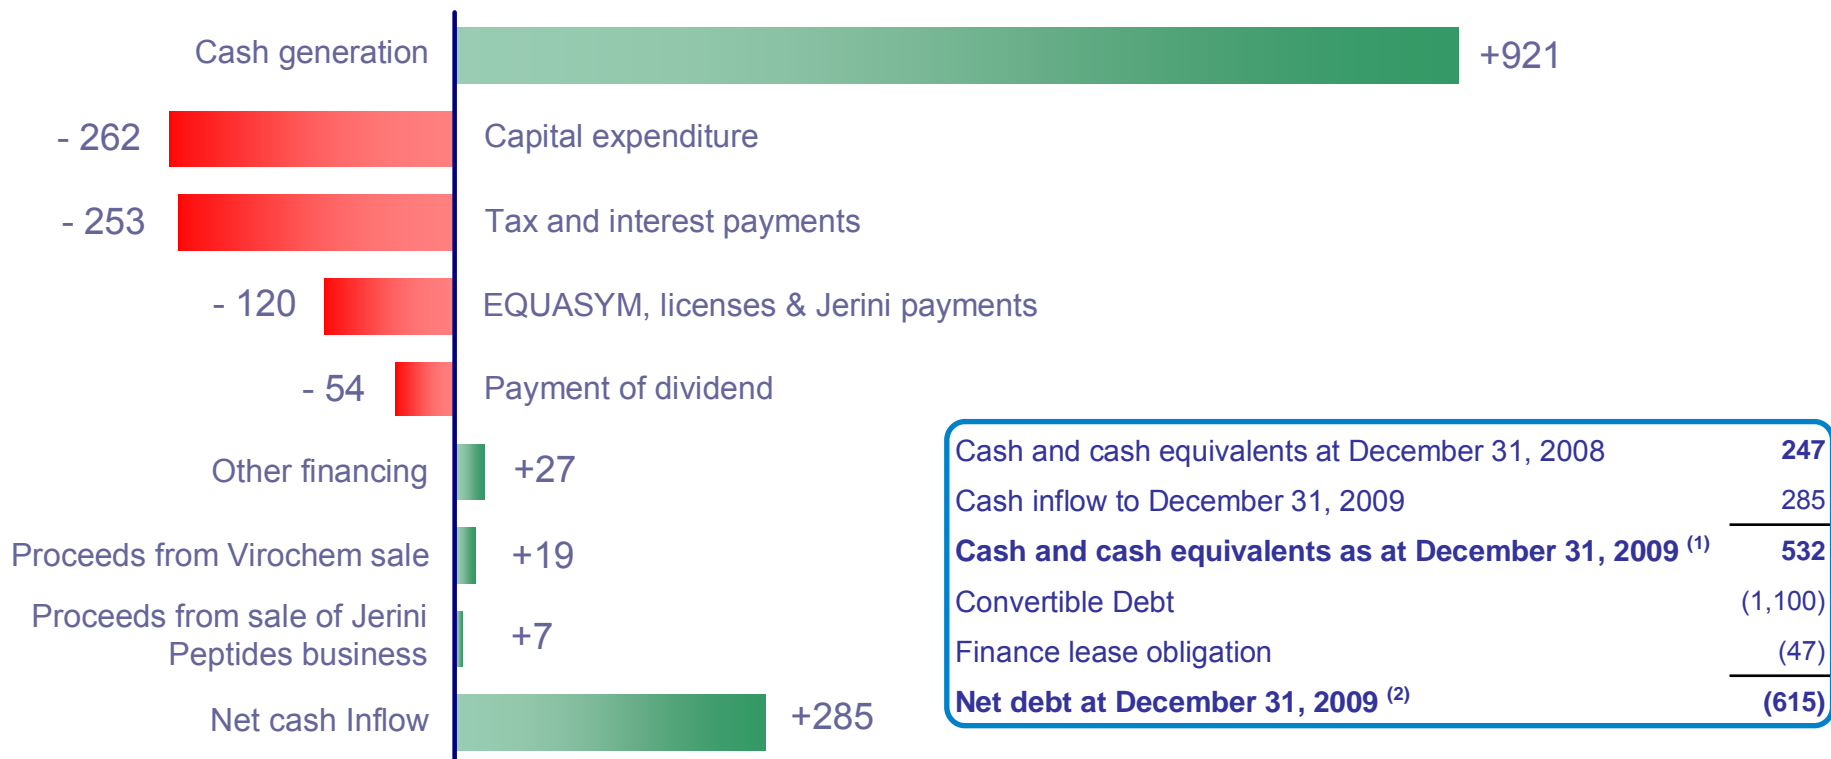 Cash generation +921
- 262 Capital expenditure
- 253 Tax and interest payments
- 120 EQUASYM, licenses & Jerini payments
- 54 Payment of dividend
Other financing +27
Proceeds from Virochem sale +19
Proceeds from sale of Jerini
Peptides business +7
Net cash Inflow +285
Cash and cash equivalents at December 31, 2008 247
Cash inflow to December 31, 2009 285
Cash and cash equivalents as at December 31, 2009 (1) 532
Convertible Debt (1,100)
Finance lease obligation (47)
Net debt at December 31, 2009 (2) (615)